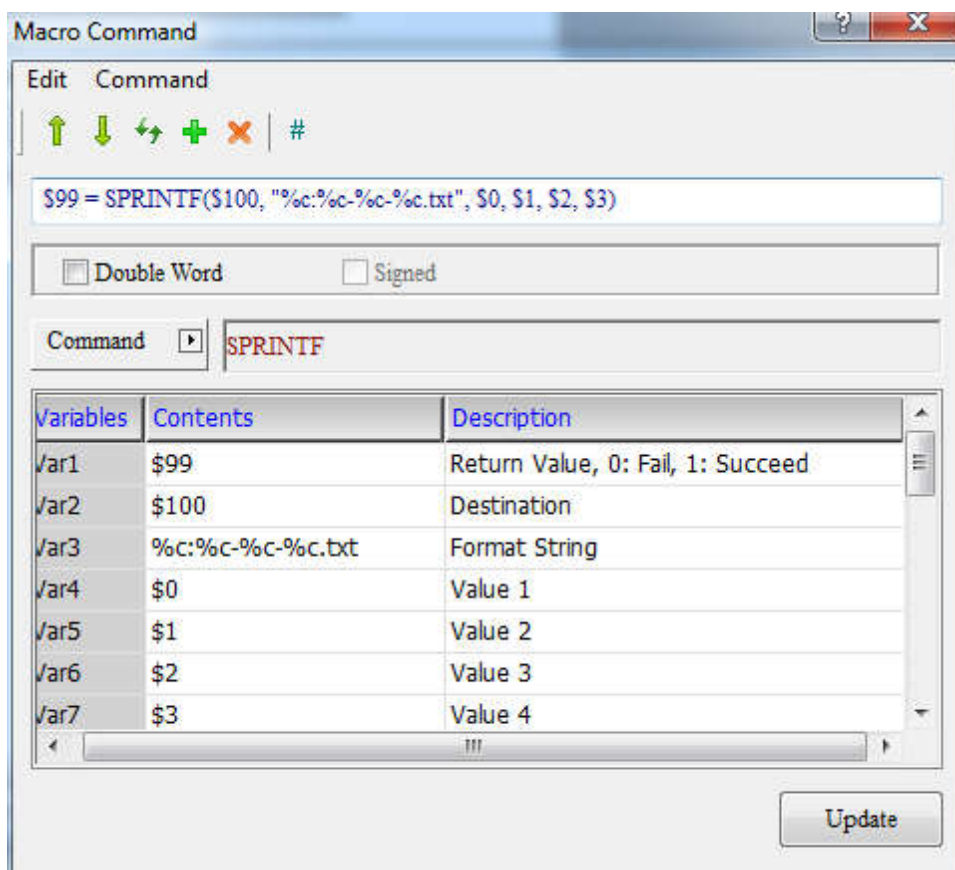 Macro Command
?
X
Edit Command
#
$99 = SPRINTF($100, "%c:%c-%c-%c.txt", $0, $1, $2, $3)
Double Word Signed
Command SPRINTF
Variables Contents Description
Var1 $99 Return Value, 0: Fail, 1: Succeed
Var2 $100 Destination
Var3 %c:%c-%c-%c.txt Format String
Var4 $0 Value 1
Var5 $1 Value 2
Var6 $2 Value 3
Var7 $3 Value 4
Update